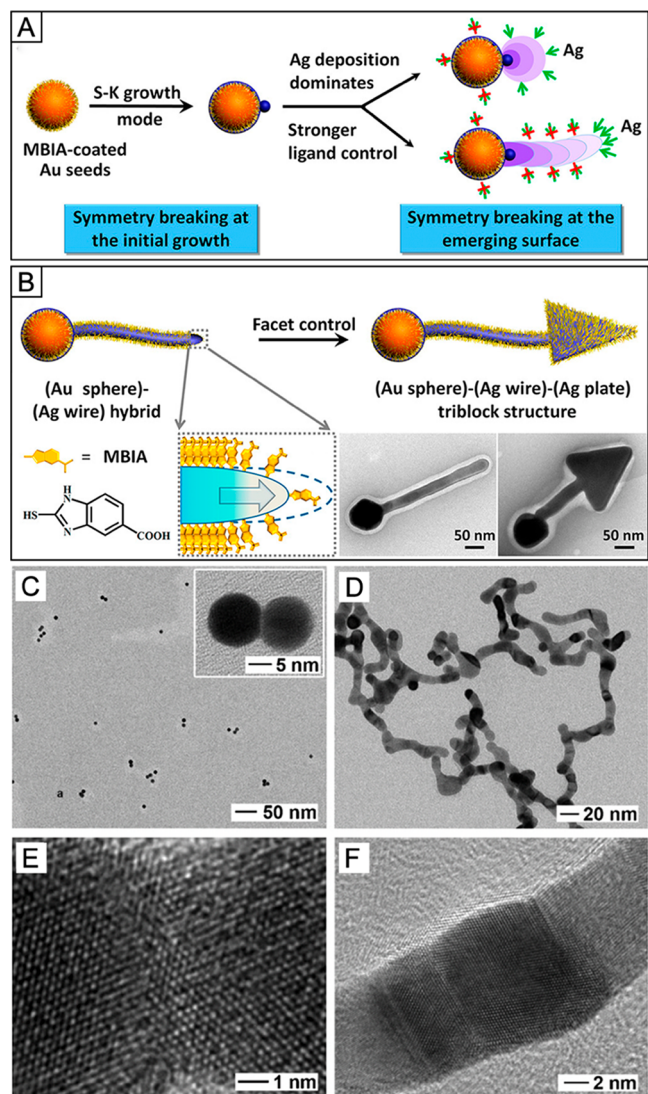 A
S-K growth
mode
MBIA-coated
Au seeds
Ag deposition
dominates
Stronger
ligand control
Ag
Ag
Symmetry breaking at
the initial growth
Symmetry breaking at the
emerging surface
B
Facet control
(Au sphere)-
(Ag wire) hybrid
(Au sphere)-(Ag wire)-(Ag plate)
triblock structure
= MBIA
H
N
HS
N
COOH
50 nm
50 nm
C
5 nm
a
50 nm
D
20 nm
E
1 nm
F
2 nm